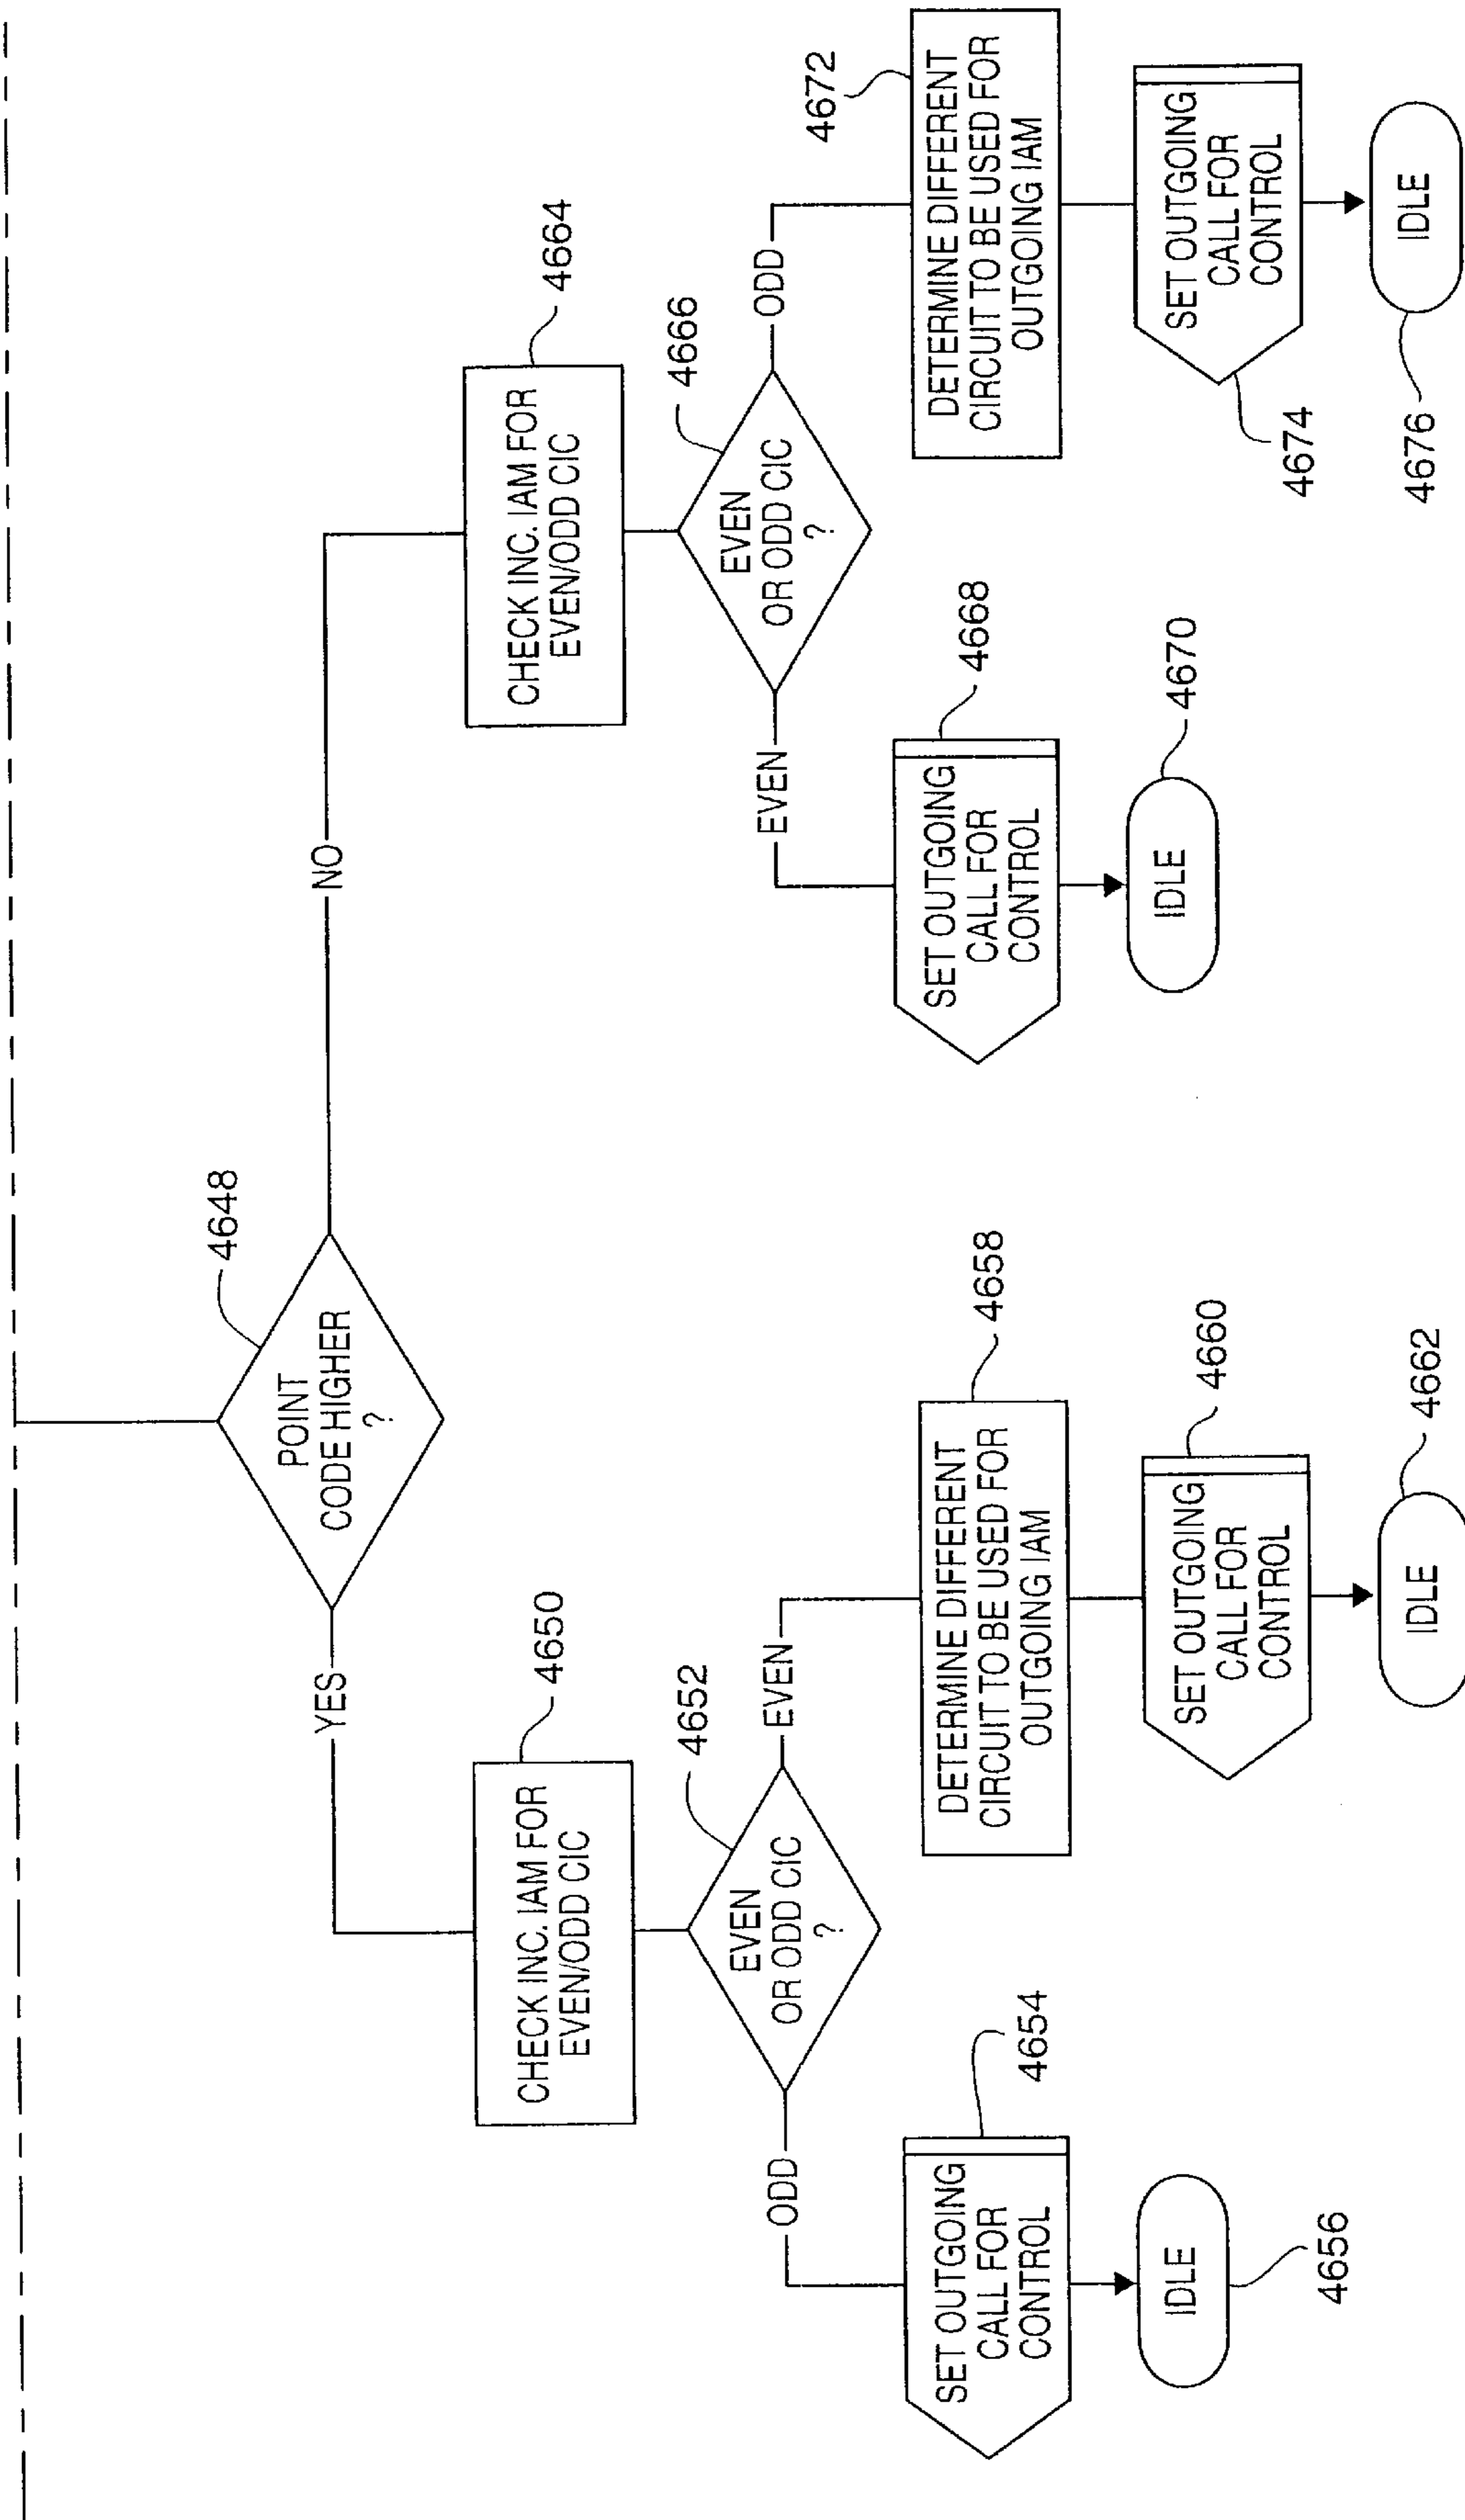 4648
POINT
CODE HIGHER
?
YES
NO
4650
CHECK INC. IAM FOR
EVEN/ODD CIC
4664
CHECK INC. IAM FOR
EVEN/ODD CIC
4652
EVEN
OR ODD CIC
?
ODD
EVEN
4666
EVEN
OR ODD CIC
?
EVEN
ODD
4654
SET OUTGOING
CALL FOR
CONTROL
4658
DETERMINE DIFFERENT
CIRCUIT TO BE USED FOR
OUTGOING IAM
4668
SET OUTGOING
CALL FOR
CONTROL
4672
DETERMINE DIFFERENT
CIRCUIT TO BE USED FOR
OUTGOING IAM
IDLE
4656
4660
SET OUTGOING
CALL FOR
CONTROL
4670
IDLE
SET OUTGOING
CALL FOR
CONTROL
4674
4662
IDLE
IDLE
4676